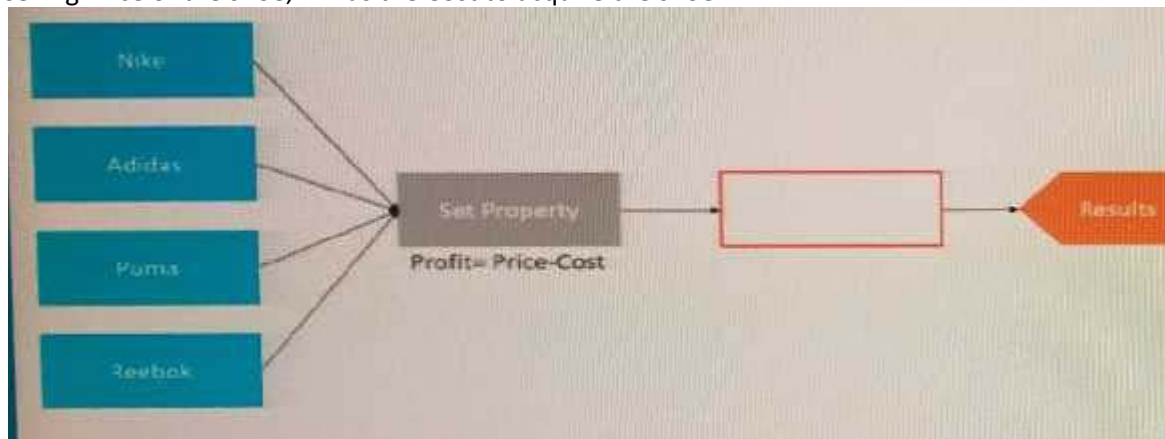 Nike
Adidas
Puma
Reebok
Set Property
Profit= Price-Cost
Results